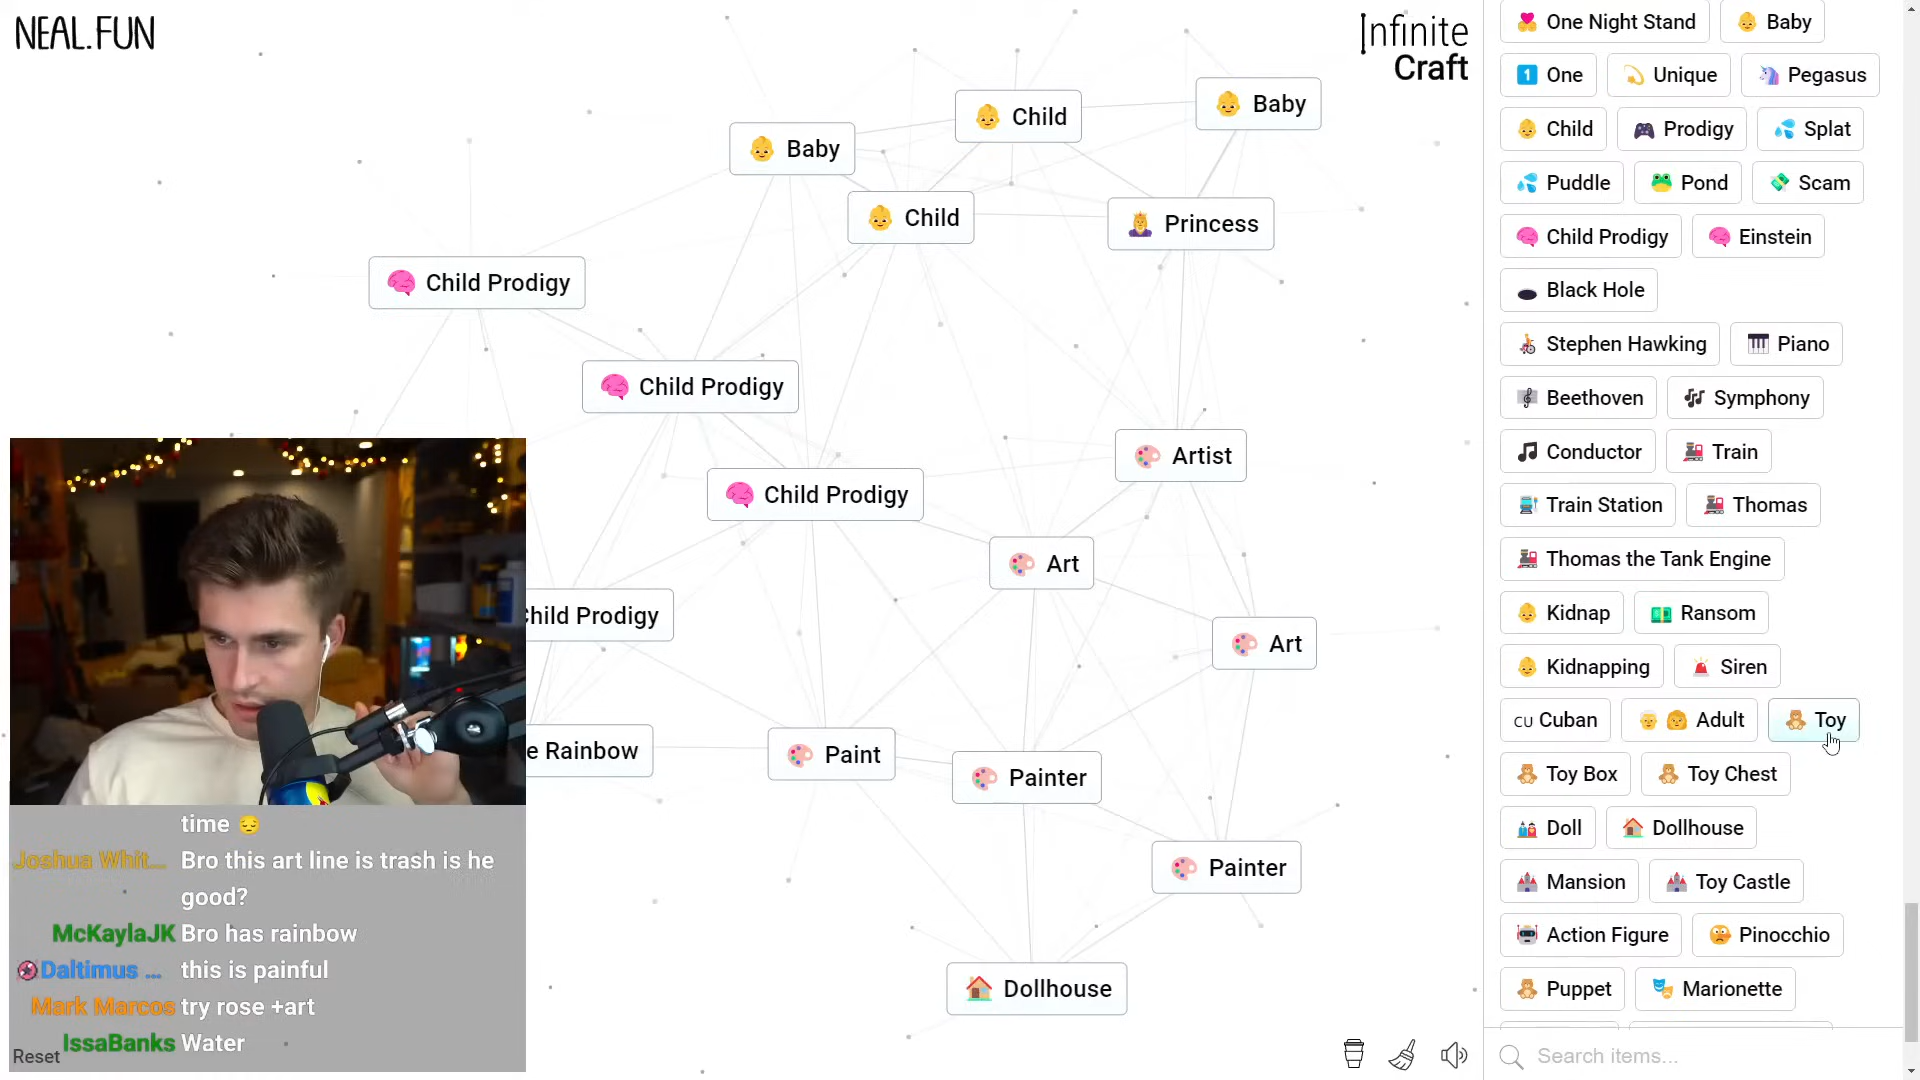 NEAL.FUN
Infinite
Craft
Baby
Child
Baby
Child
Princess
Child Prodigy
Child Prodigy
Artist
Child Prodigy
Art
Child Prodigy
Art
e Rainbow
Paint
Painter
Painter
Dollhouse
time 😔
Joshua Whit... Bro this art line is trash is he
good?
McKaylaJK Bro has rainbow
Daltimus ... this is painful
Mark Marcos try rose +art
IssaBanks Water
Reset
One Night Stand Baby
1 One Unique Pegasus
Child Prodigy Splat
Puddle Pond Scam
Child Prodigy Einstein
Black Hole
Stephen Hawking Piano
Beethoven Symphony
Conductor Train
Train Station Thomas
Thomas the Tank Engine
Kidnap Ransom
Kidnapping Siren
CU Cuban Adult Toy
Toy Box Toy Chest
Doll Dollhouse
Mansion Toy Castle
Action Figure Pinocchio
Puppet Marionette
Search items...